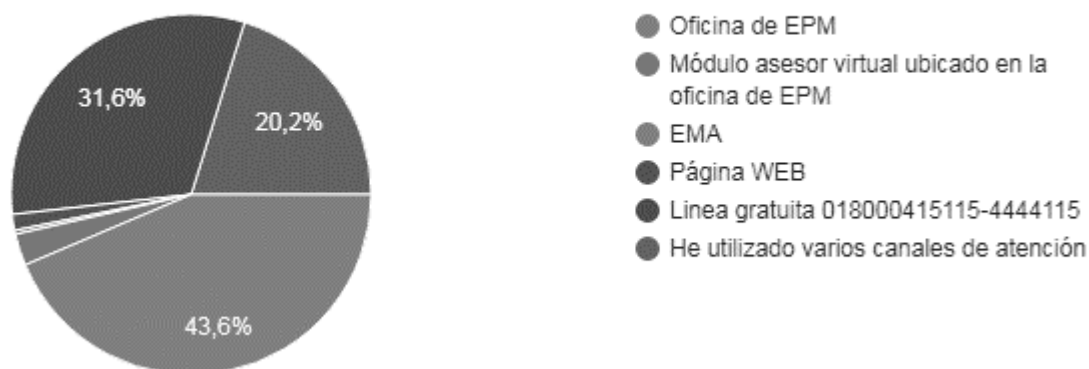 31,6%
20,2%
43,6%
Oficina de EPM
Módulo asesor virtual ubicado en la
oficina de EPM
EMA
Página WEB
Linea gratuita 018000415115-4444115
He utilizado varios canales de atención